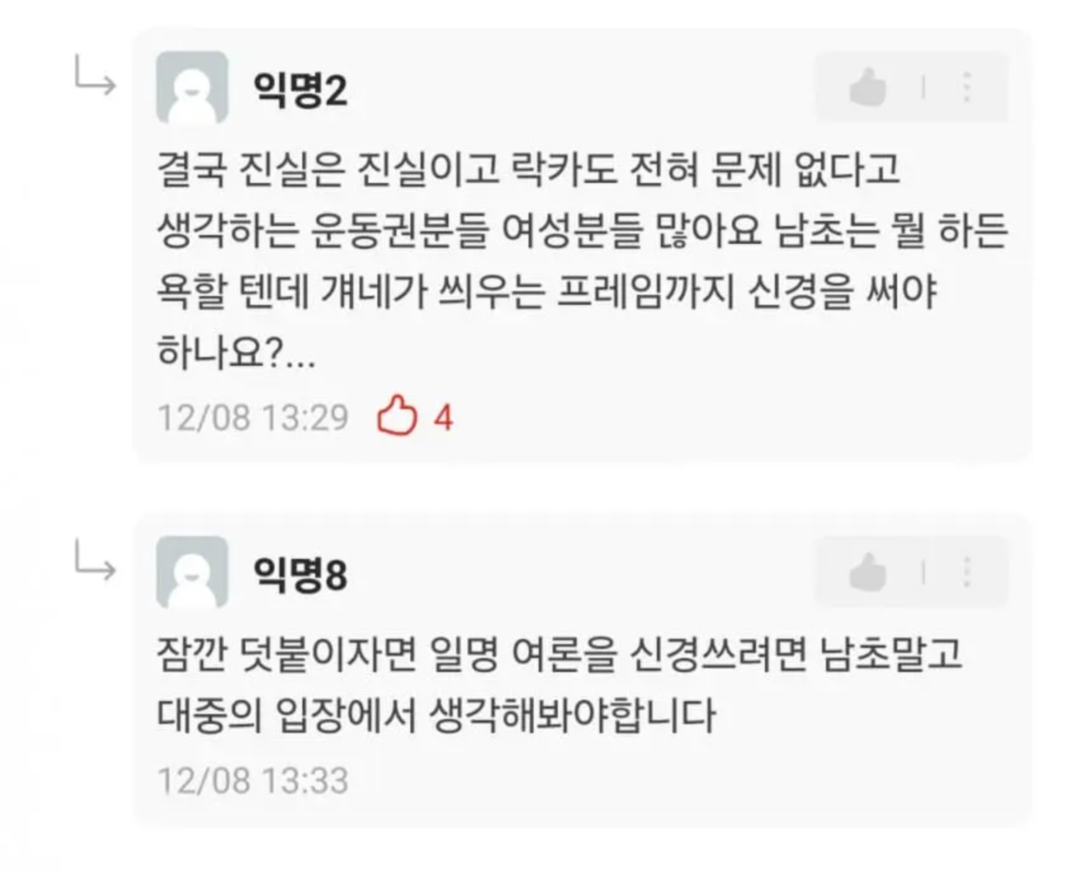 익명2
결국 진실은 진실이고 락카도 전혀 문제 없다고
생각하는 운동권분들 여성분들 많아요 남초는 뭘 하든
욕할 텐데 걔네가 씌우는 프레임까지 신경을 써야
하나요?...
12/08 13:29 4
익명8
잠깐 덧붙이자면 일명 여론을 신경쓰려면 남초말고
대중의 입장에서 생각해봐야합니다
12/08 13:33